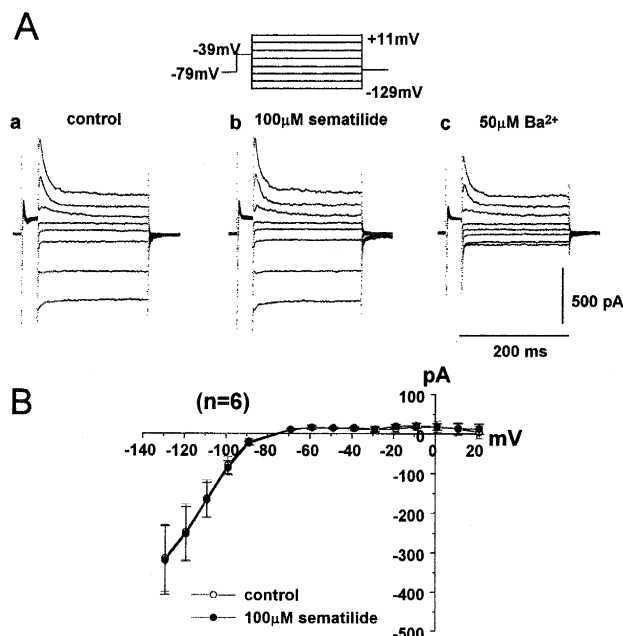 A
-39mV
+11mV
-79mV
-129mV
a control
b 100μM sematilide
c 50μM Ba²⁺
500 pA
200 ms
B
(n=6)
pA
100
0
mV
-140 -120 -100 -80 -60 -40 -20 0 20
-100
-200
-300
-400
-500
control
100μM sematilide